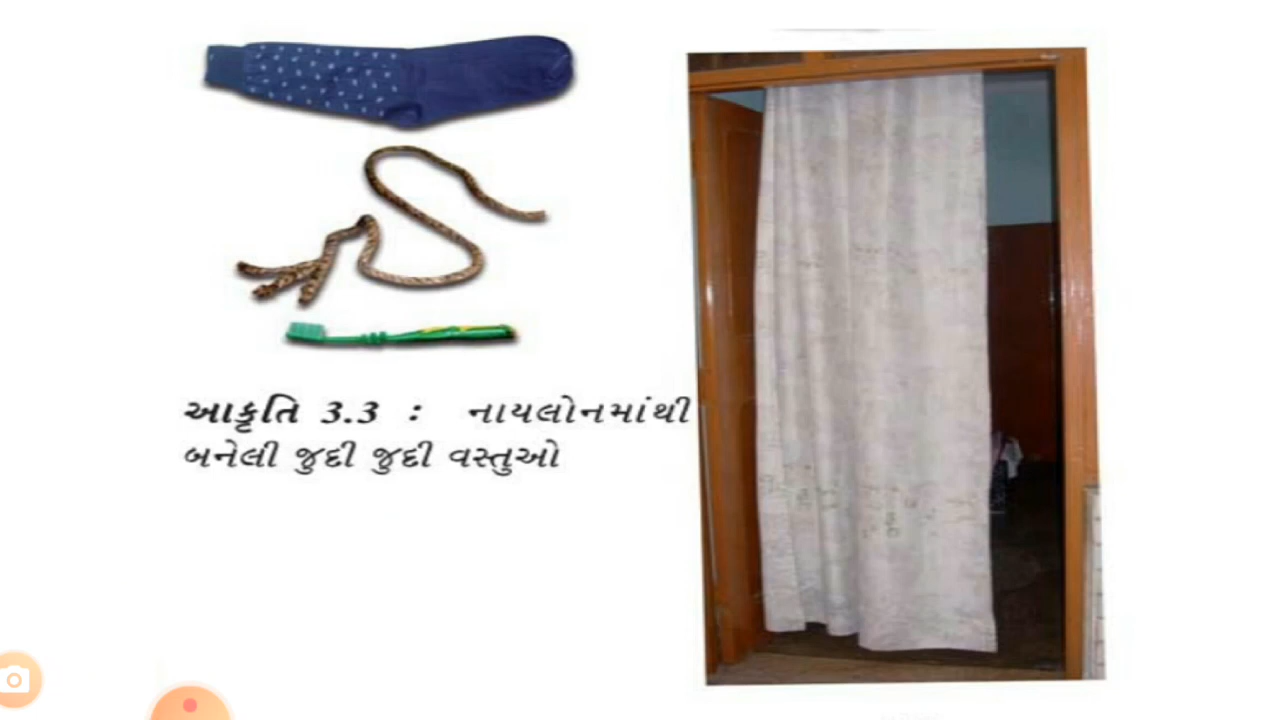 આકૃતિ 3.3 : નાયલોનમાંથી
બનેલી જુદી જુદી વસ્તુઓ